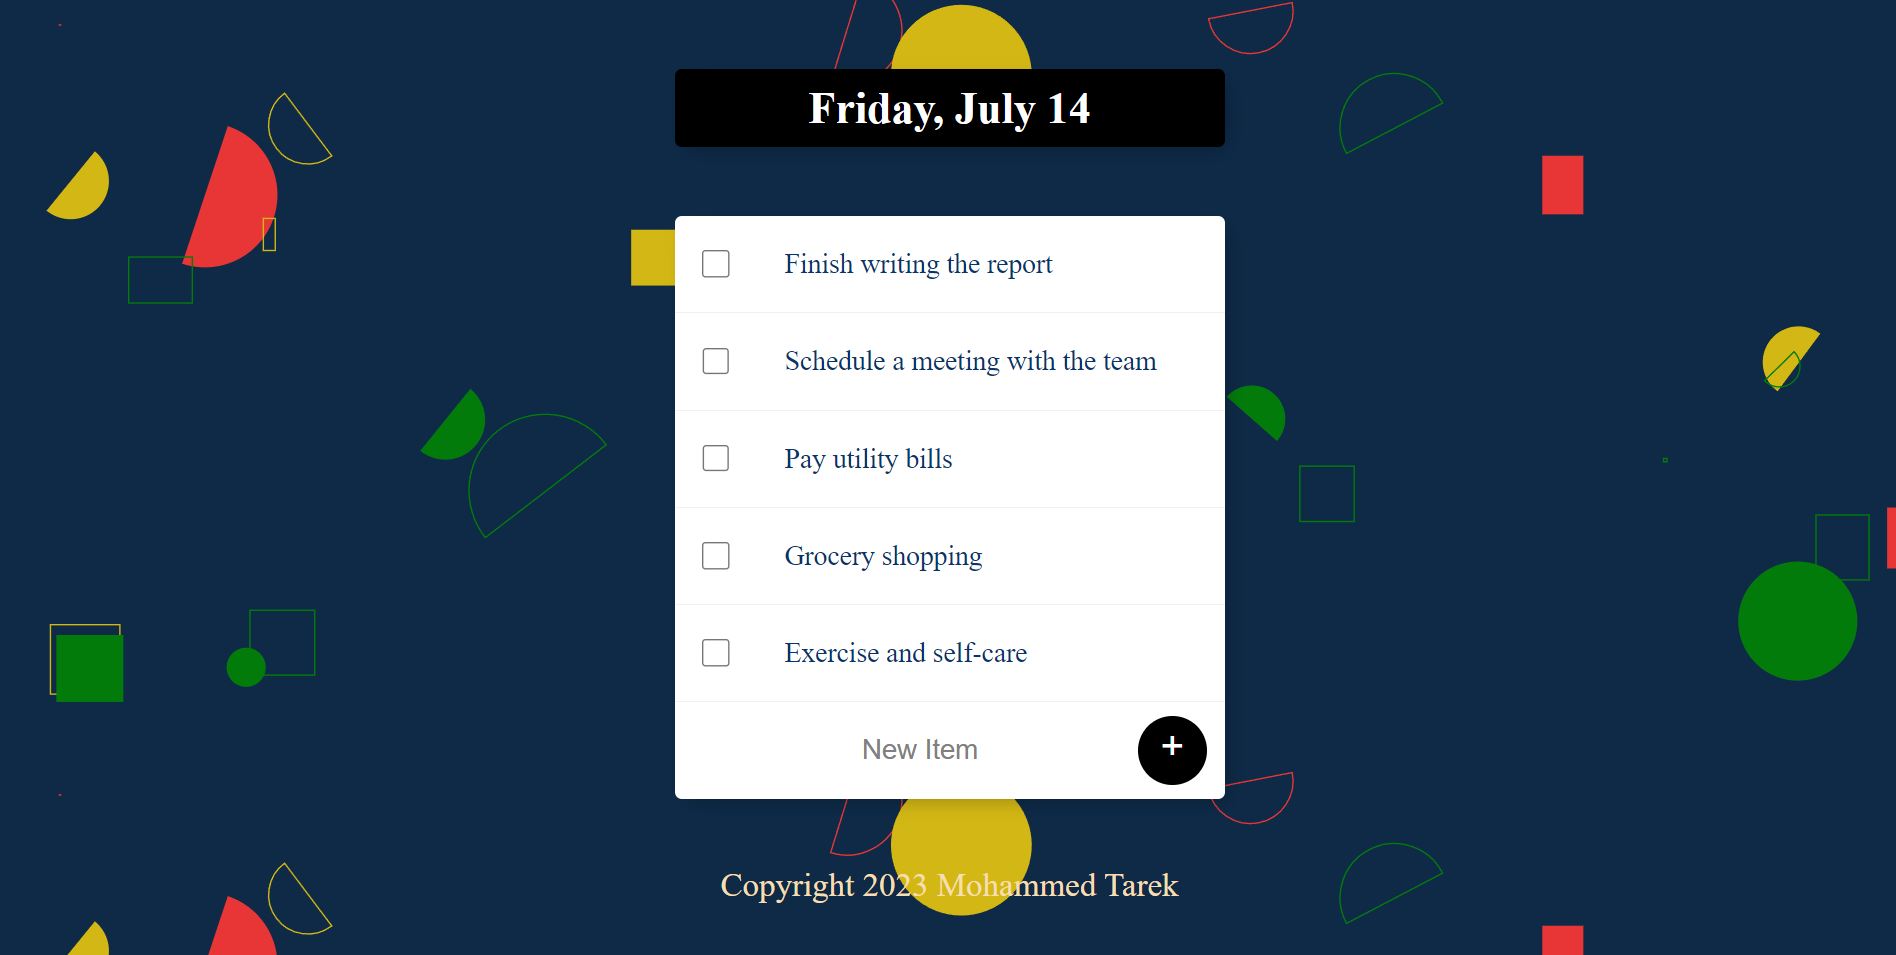 Friday, July 14
Finish writing the report
Schedule a meeting with the team
Pay utility bills
Grocery shopping
Exercise and self-care
New Item
+
Copyright 2023 Mohammed Tarek